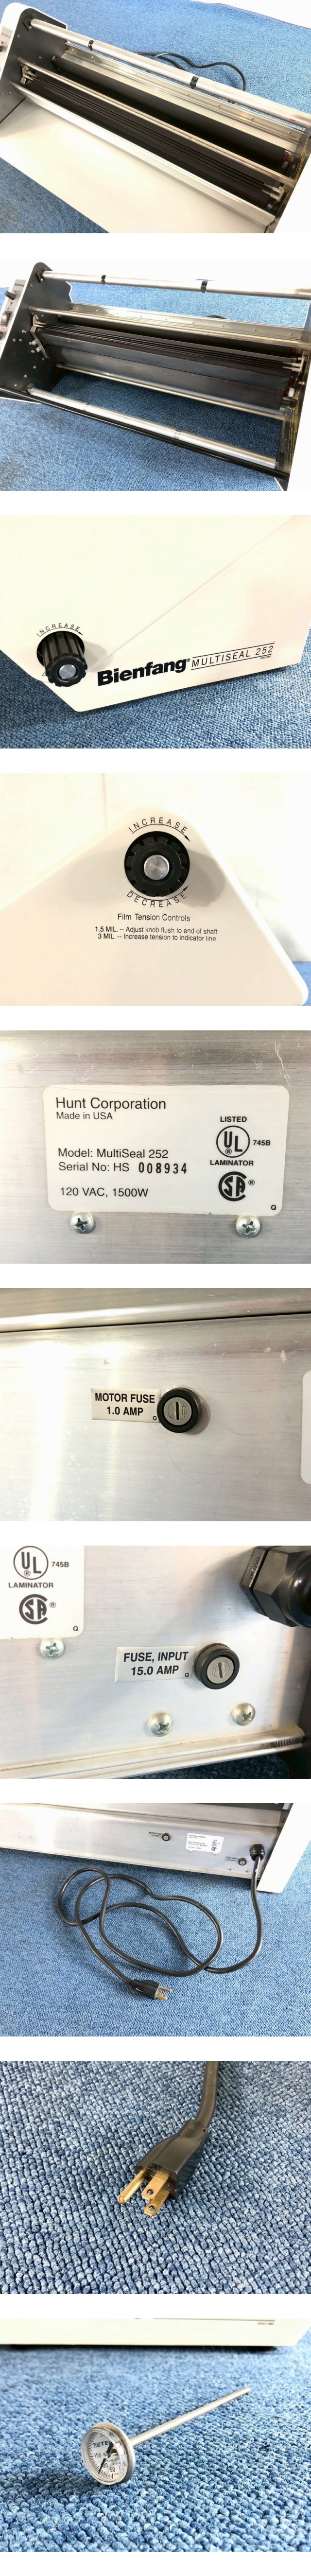 INCREASE
Bienfang® MULTISEAL 252
INCREASE
DECREASE
Film Tension Controls
1.5 MIL. -- Adjust knob flush to end of shaft
3 MIL. -- Increase tension to indicator line
Hunt Corporation
Made in USA
Model: MultiSeal 252
Serial No: HS 008934
120 VAC, 1500W
LISTED
UL 745B
LAMINATOR
SA ®
Q
MOTOR FUSE
1.0 AMP
Q
UL 745B
LAMINATOR
SA ®
Q
FUSE, INPUT
15.0 AMP Q